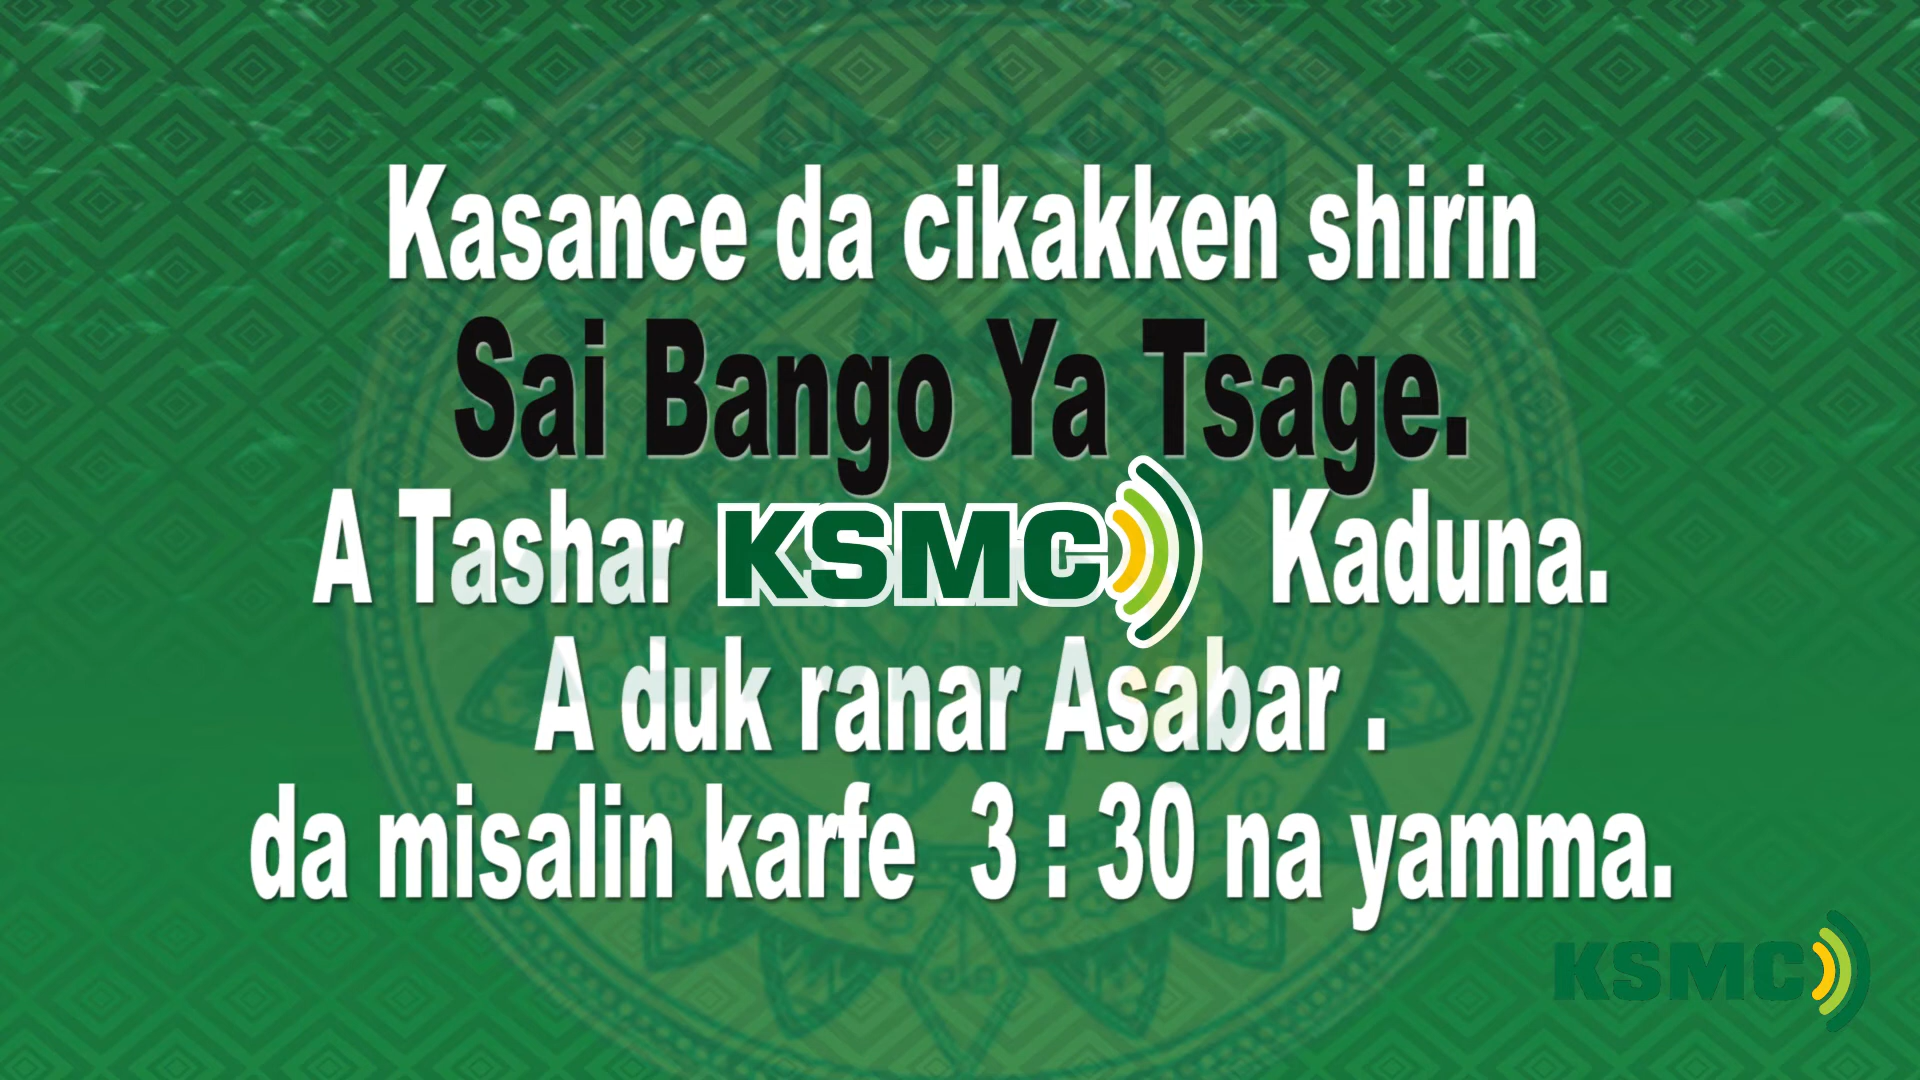 Kasance da cikakken shirin
Sai Bango Ya Tsage.
A Tashar KSMC Kaduna.
A duk ranar Asabar .
da misalin karfe 3 : 30 na yamma.
KSMC